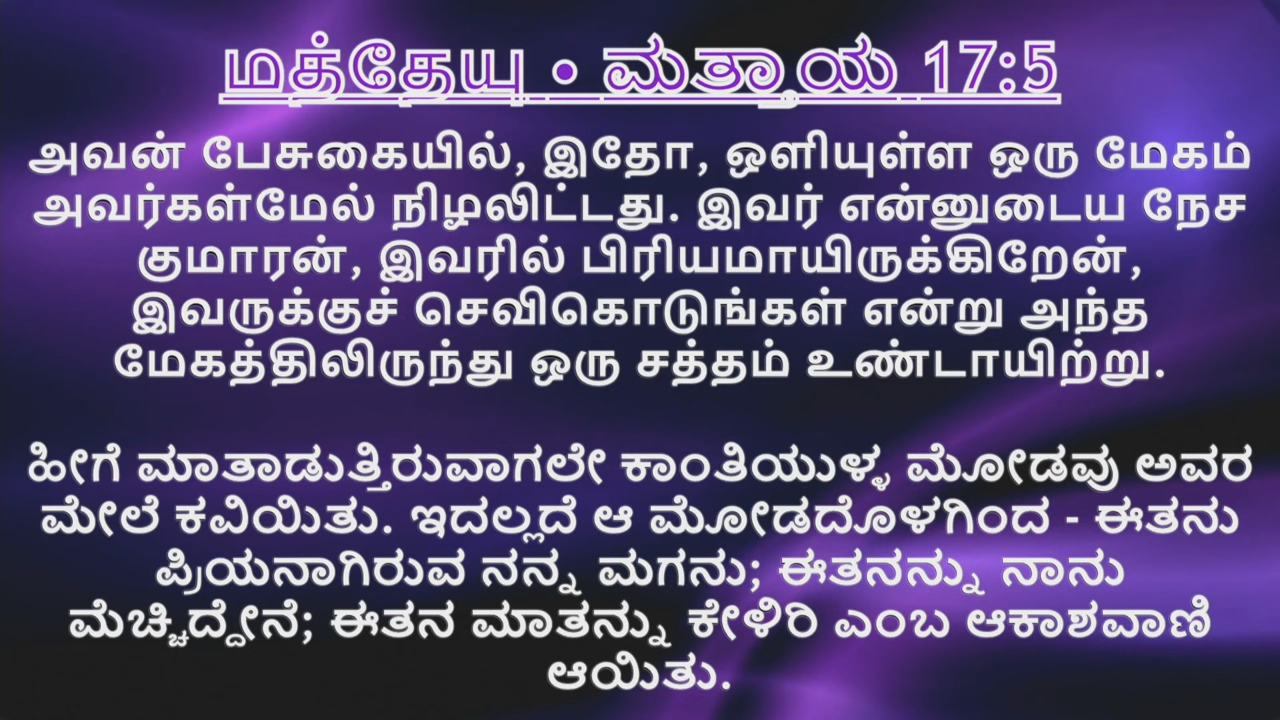 மத்தேயு • ಮತ್ತಾಯ 17:5
அவன் பேசுகையில், இதோ, ஒளியுள்ள ஒரு மேகம்
அவர்கள்மேல் நிழலிட்டது. இவர் என்னுடைய நேச
குமாரன், இவரில் பிரியமாயிருக்கிறேன்,
இவருக்குச் செவிகொடுங்கள் என்று அந்த
மேகத்திலிருந்து ஒரு சத்தம் உண்டாயிற்று.
ಹೀಗೆ ಮಾತಾಡುತ್ತಿರುವಾಗಲೇ ಕಾಂತಿಯುಳ್ಳ ಮೋಡವು ಅವರ
ಮೇಲೆ ಕವಿಯಿತು. ಇದಲ್ಲದೆ ಆ ಮೋಡದೊಳಗಿಂದ - ಈತನು
ಪ್ರಿಯನಾಗಿರುವ ನನ್ನ ಮಗನು; ಈತನನ್ನು ನಾನು
ಮೆಚ್ಚಿದ್ದೇನೆ; ಈತನ ಮಾತನ್ನು ಕೇಳಿರಿ ಎಂಬ ಆಕಾಶವಾಣಿ
ಆಯಿತು.